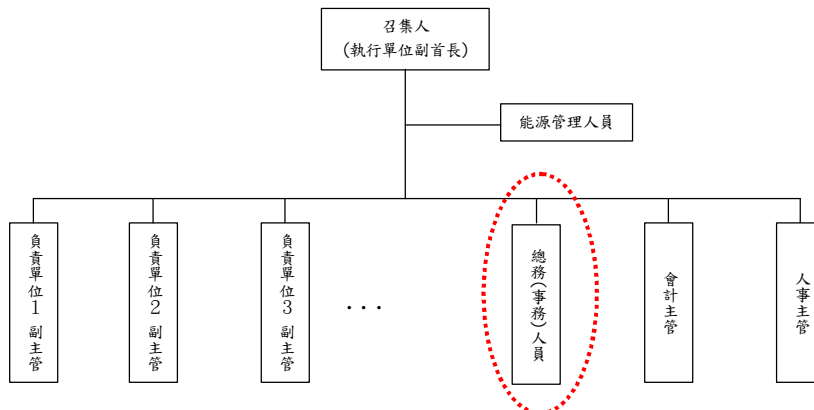 召集人
(執行單位副首長)
能源管理人員
負責單位1 副主管
負責單位2 副主管
負責單位3 副主管
...
總務(事務)人員
會計主管
人事主管